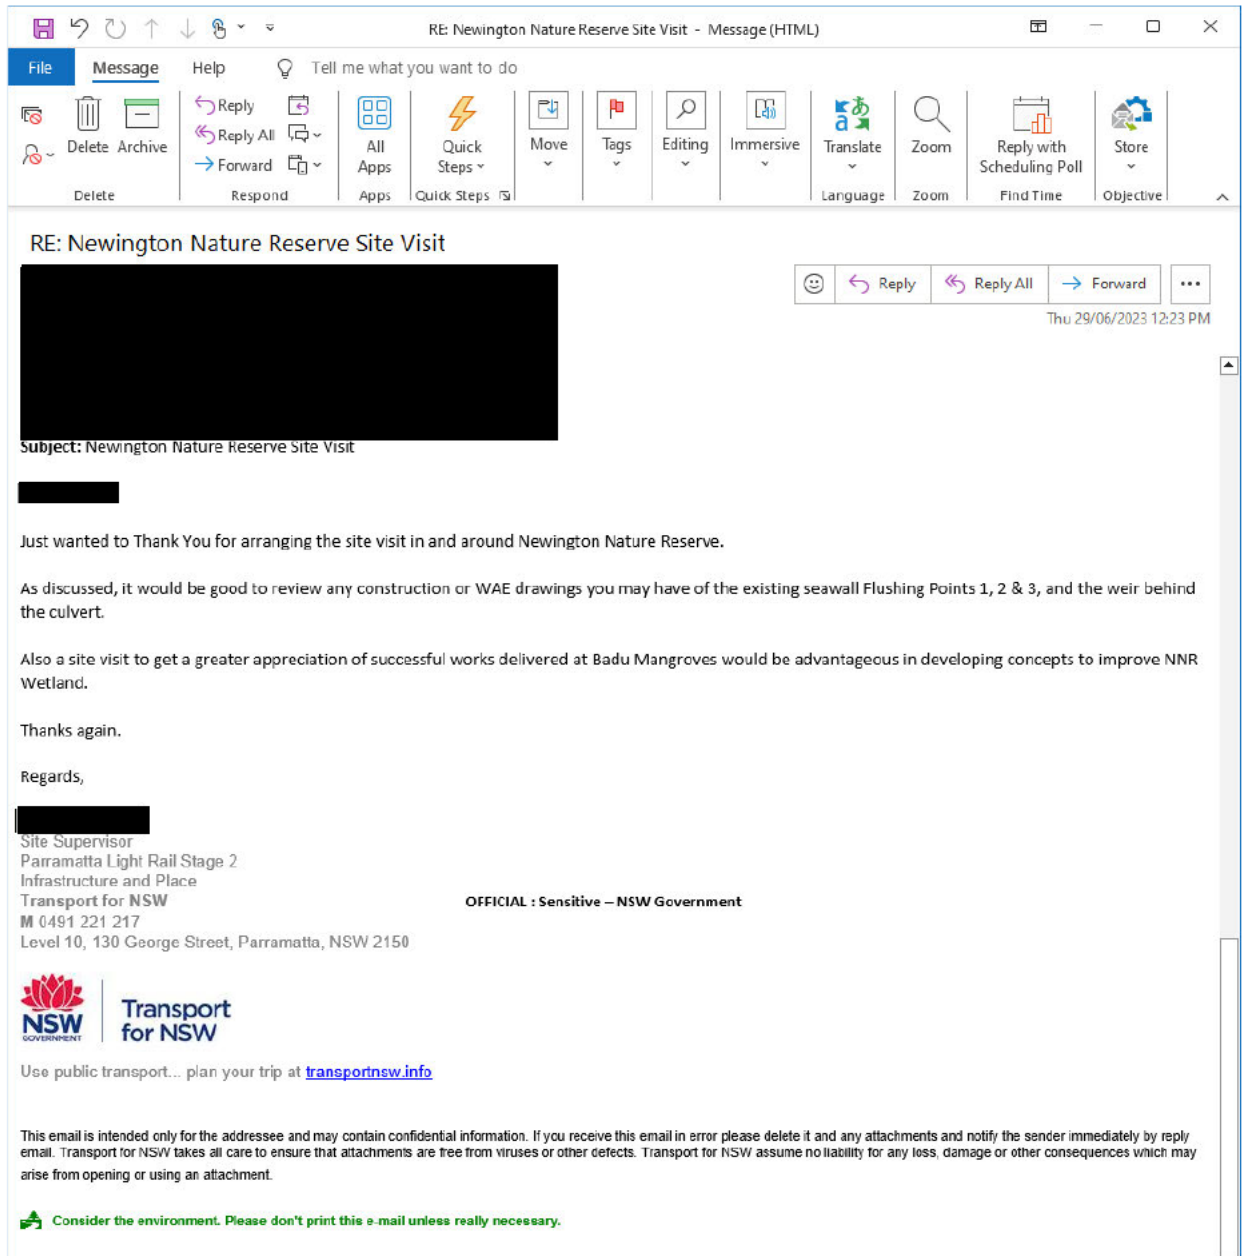 RE: Newington Nature Reserve Site Visit - Message (HTML)
File Message Help Tell me what you want to do
Delete Archive
Reply
Reply All
Forward
All Apps
Quick Steps
Move
Tags
Editing
Immersive
Translate
Zoom
Reply with Scheduling Poll
Store
Delete Respond Apps Quick Steps Language Zoom Find Time Objective
RE: Newington Nature Reserve Site Visit
Reply Reply All Forward
Thu 29/06/2023 12:23 PM
Subject: Newington Nature Reserve Site Visit
Just wanted to Thank You for arranging the site visit in and around Newington Nature Reserve.
As discussed, it would be good to review any construction or WAE drawings you may have of the existing seawall Flushing Points 1, 2 & 3, and the weir behind
the culvert.
Also a site visit to get a greater appreciation of successful works delivered at Badu Mangroves would be advantageous in developing concepts to improve NNR
Wetland.
Thanks again.
Regards,
Site Supervisor
Parramatta Light Rail Stage 2
Infrastructure and Place
Transport for NSW
OFFICIAL : Sensitive – NSW Government
M 0491 221 217
Level 10, 130 George Street, Parramatta, NSW 2150
NSW
GOVERNMENT
Transport
for NSW
Use public transport... plan your trip at transportnsw.info
This email is intended only for the addressee and may contain confidential information. If you receive this email in error please delete it and any attachments and notify the sender immediately by reply
email. Transport for NSW takes all care to ensure that attachments are free from viruses or other defects. Transport for NSW assume no liability for any loss, damage or other consequences which may
arise from opening or using an attachment.
Consider the environment. Please don't print this e-mail unless really necessary.